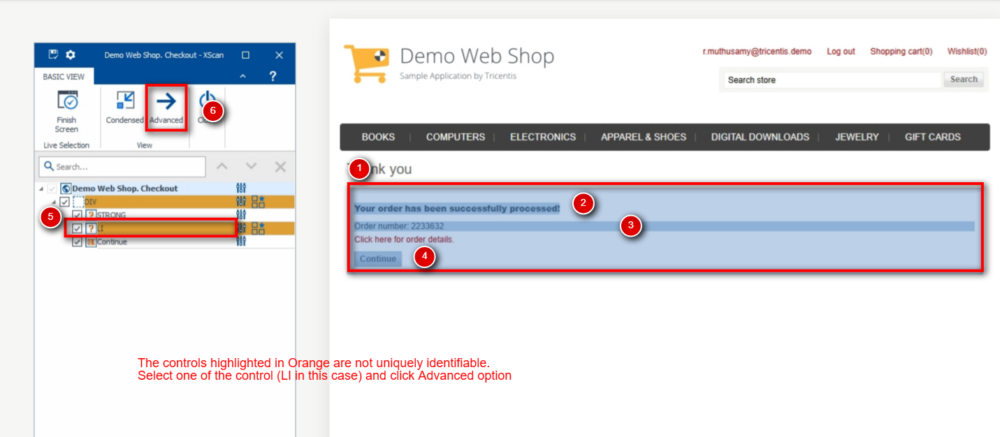 Demo Web Shop. Checkout - XScan
BASIC VIEW
?
Finish
Screen
Condensed
Advanced
6
Live Selection
View
Search...
Demo Web Shop. Checkout
DIV
5
? STRONG
? LI
OK Continue
Demo Web Shop
Sample Application by Tricentis
r.muthusamy@tricentis.demo Log out Shopping cart(0) Wishlist(0)
Search store
Search
BOOKS | COMPUTERS | ELECTRONICS | APPAREL & SHOES | DIGITAL DOWNLOADS | JEWELRY | GIFT CARDS
1 nk you
Your order has been successfully processed! 2
Order number: 2233632 3
Click here for order details.
Continue 4
The controls highlighted in Orange are not uniquely identifiable.
Select one of the control (LI in this case) and click Advanced option